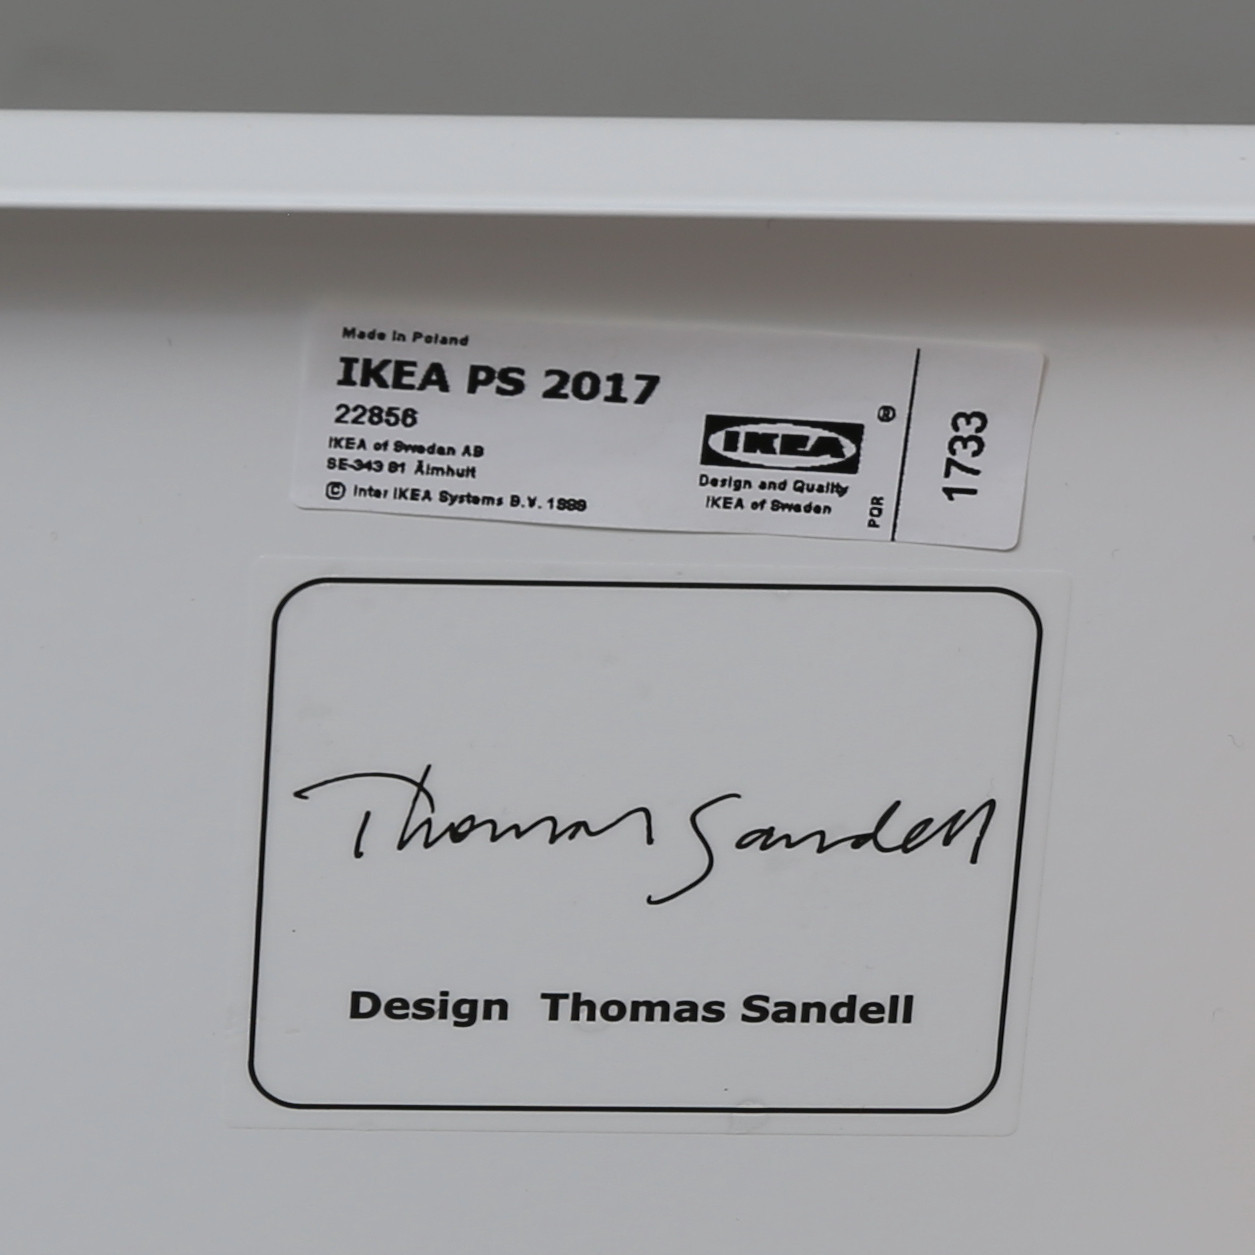 Made in Poland
IKEA PS 2017
22856
IKEA of Sweden AB
SE-343 81 Älmhult
© Inter IKEA Systems B.V. 1999
IKEA
®
Design and Quality
IKEA of Sweden
PQR
1733
Thomas Sandell
Design Thomas Sandell